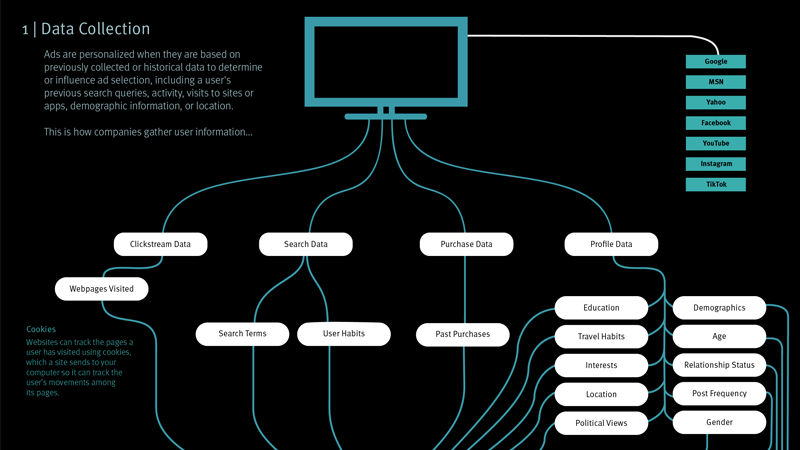 1 | Data Collection
Ads are personalized when they are based on
previously collected or historical data to determine
or influence ad selection, including a user's
previous search queries, activity, visits to sites or
apps, demographic information, or location.
This is how companies gather user information...
Google
MSN
Yahoo
Facebook
YouTube
Instagram
TikTok
Clickstream Data
Search Data
Purchase Data
Profile Data
Webpages Visited
Search Terms
User Habits
Past Purchases
Education
Demographics
Travel Habits
Age
Interests
Relationship Status
Location
Post Frequency
Political Views
Gender
Cookies
Websites can track the pages a
user has visited using cookies,
which a site sends to your
computer so it can track the
user's movements among
its pages.